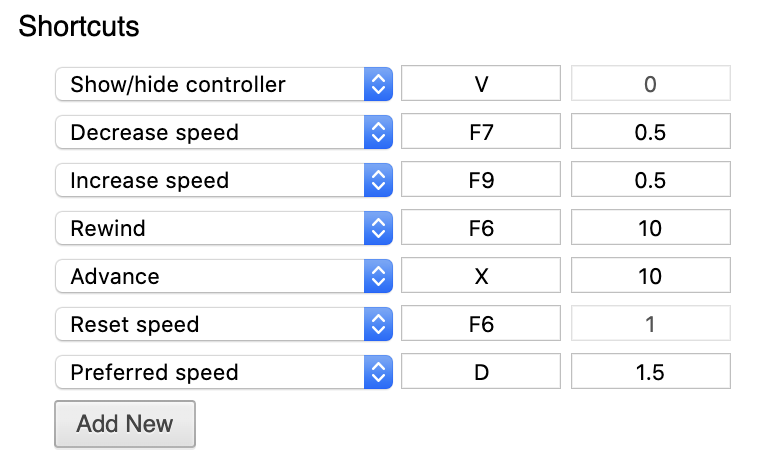 Shortcuts
Show/hide controller V 0
Decrease speed F7 0.5
Increase speed F9 0.5
Rewind F6 10
Advance X 10
Reset speed F6 1
Preferred speed D 1.5
Add New